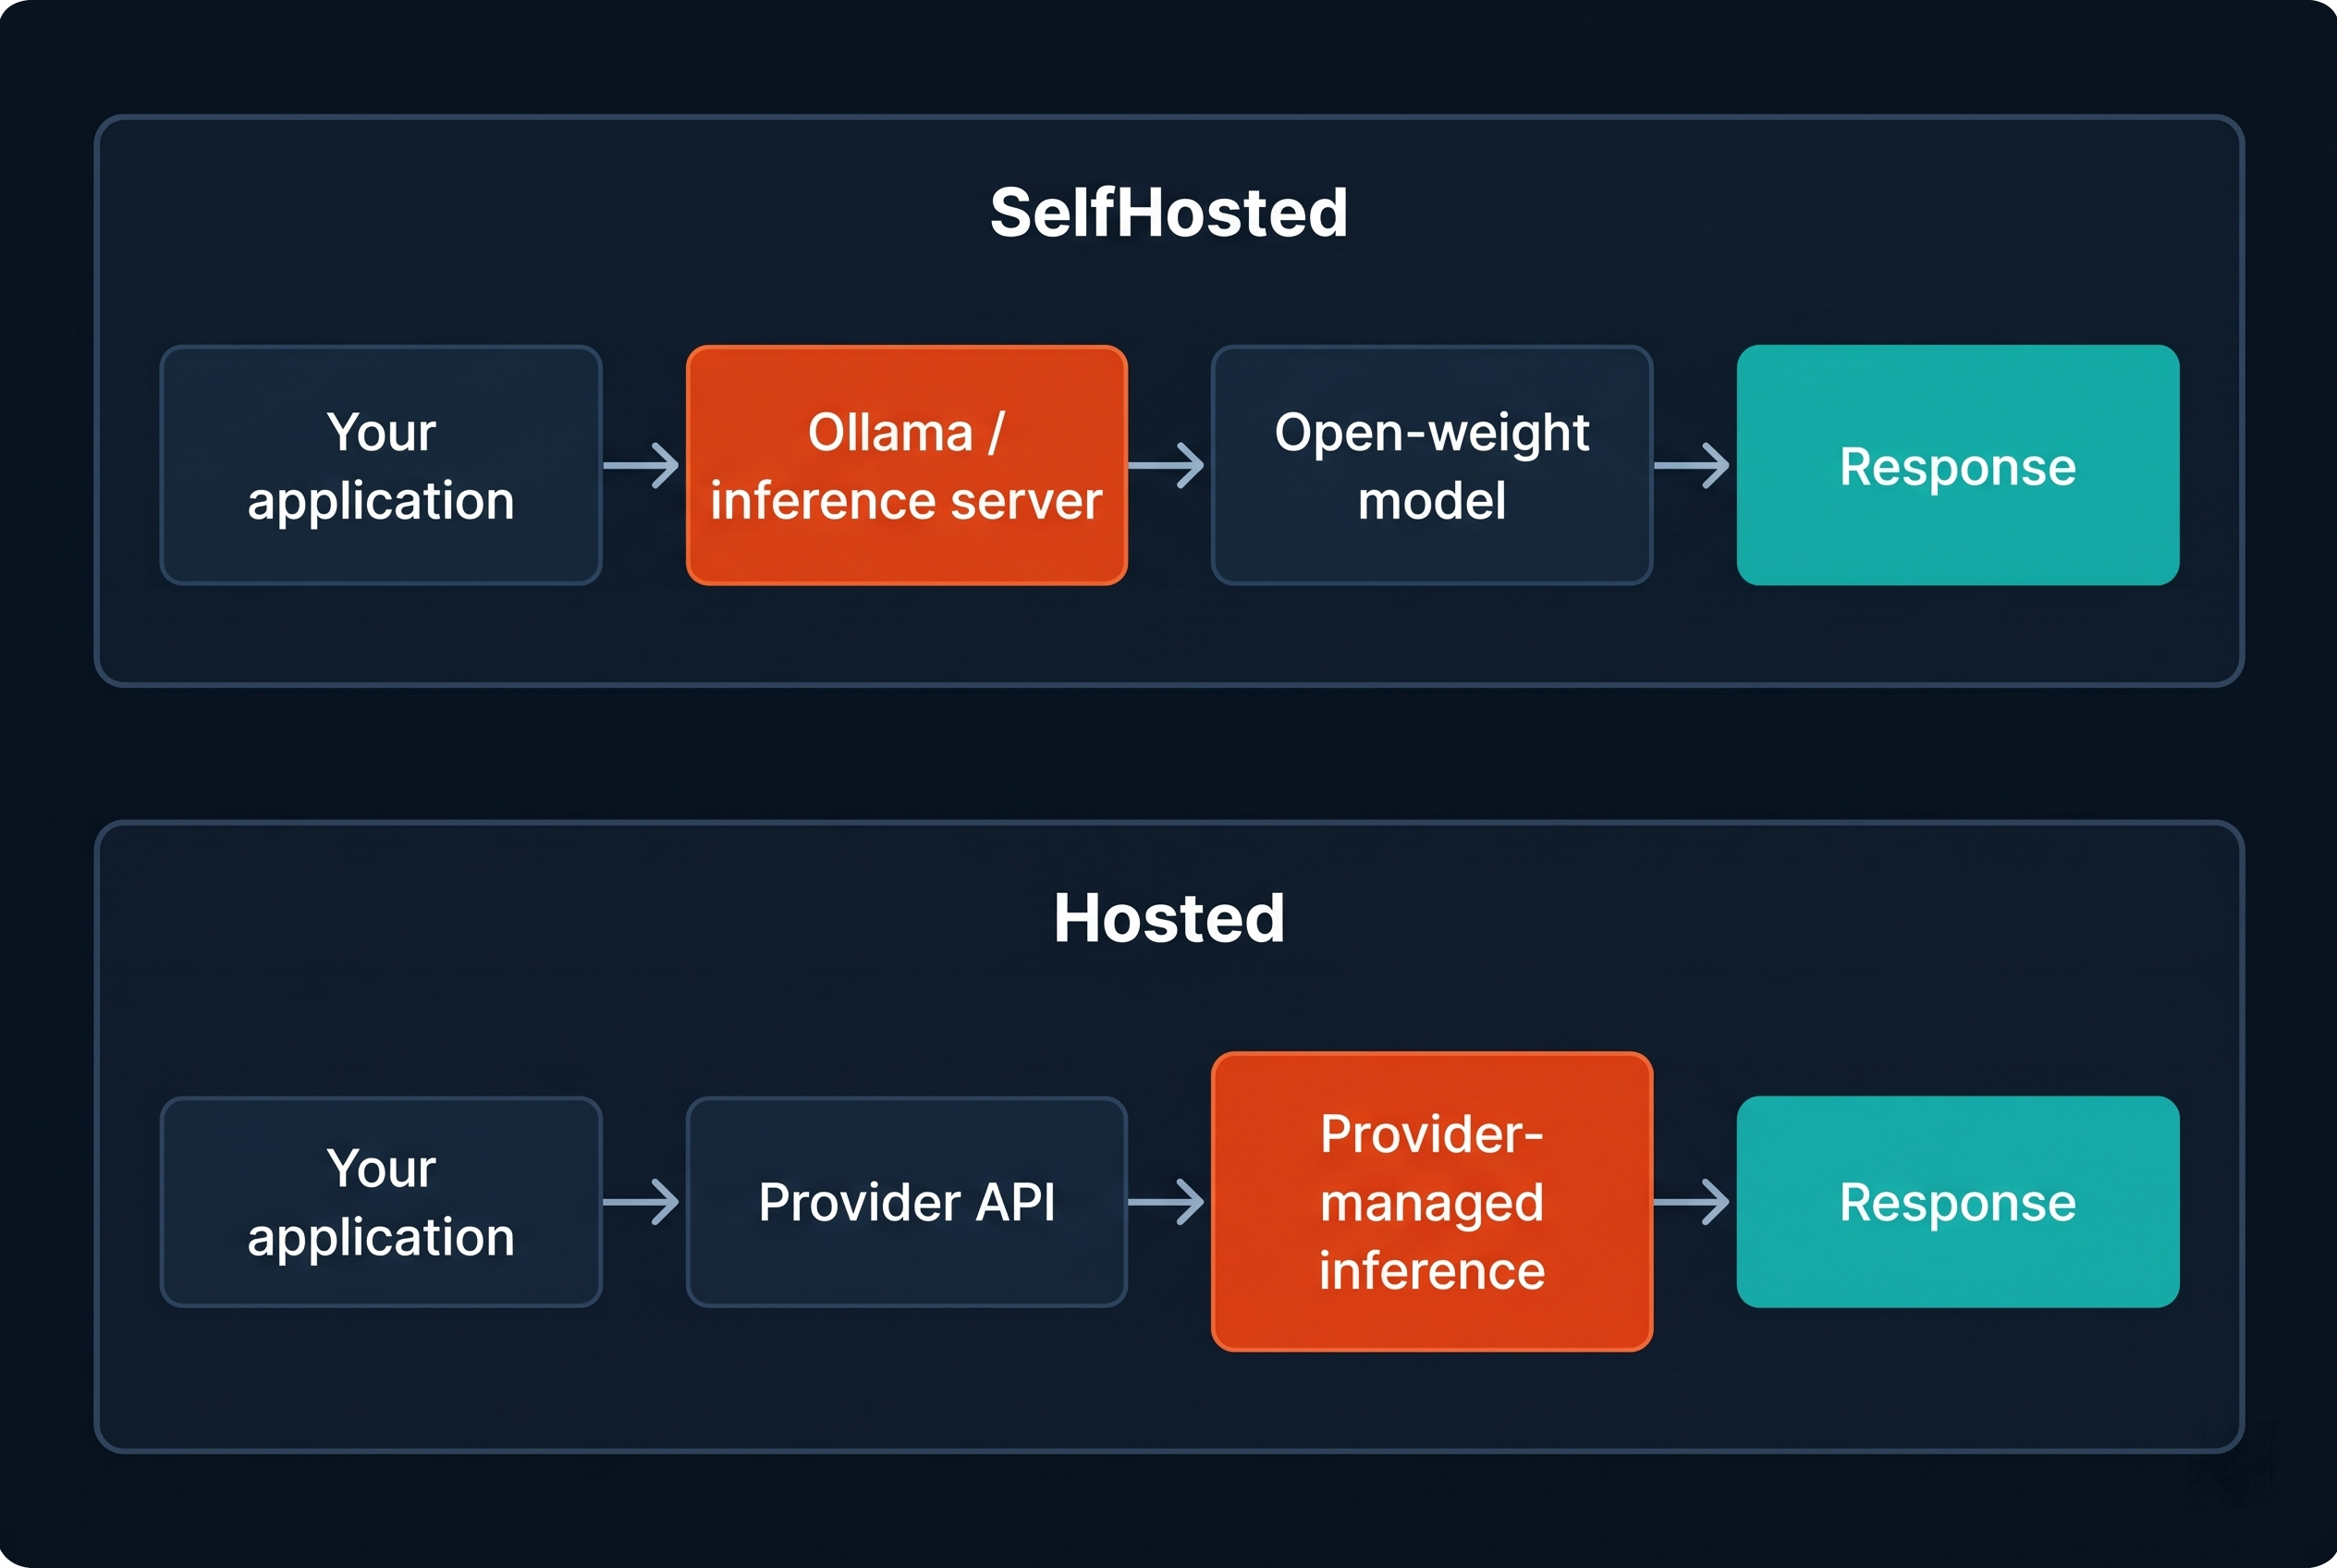 SelfHosted
Your
application
Ollama /
inference server
Open-weight
model
Response
Hosted
Your
application
Provider API
Provider-
managed
inference
Response